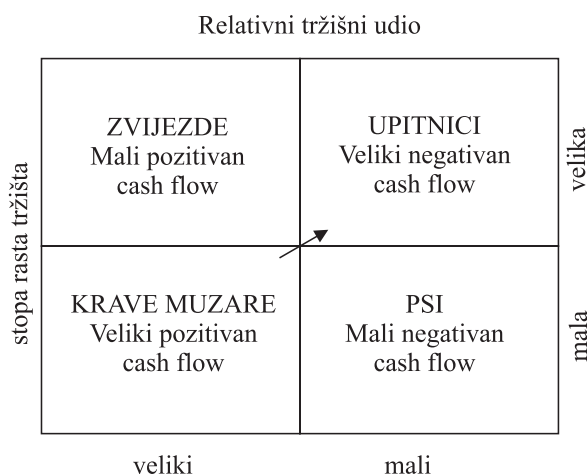 Relativni tržišni udio
ZVIJEZDE
Mali pozitivan
cash flow
UPITNICI
Veliki negativan
cash flow
velika
stopa rasta tržišta
KRAVE MUZARE
Veliki pozitivan
cash flow
PSI
Mali negativan
cash flow
mala
veliki
mali